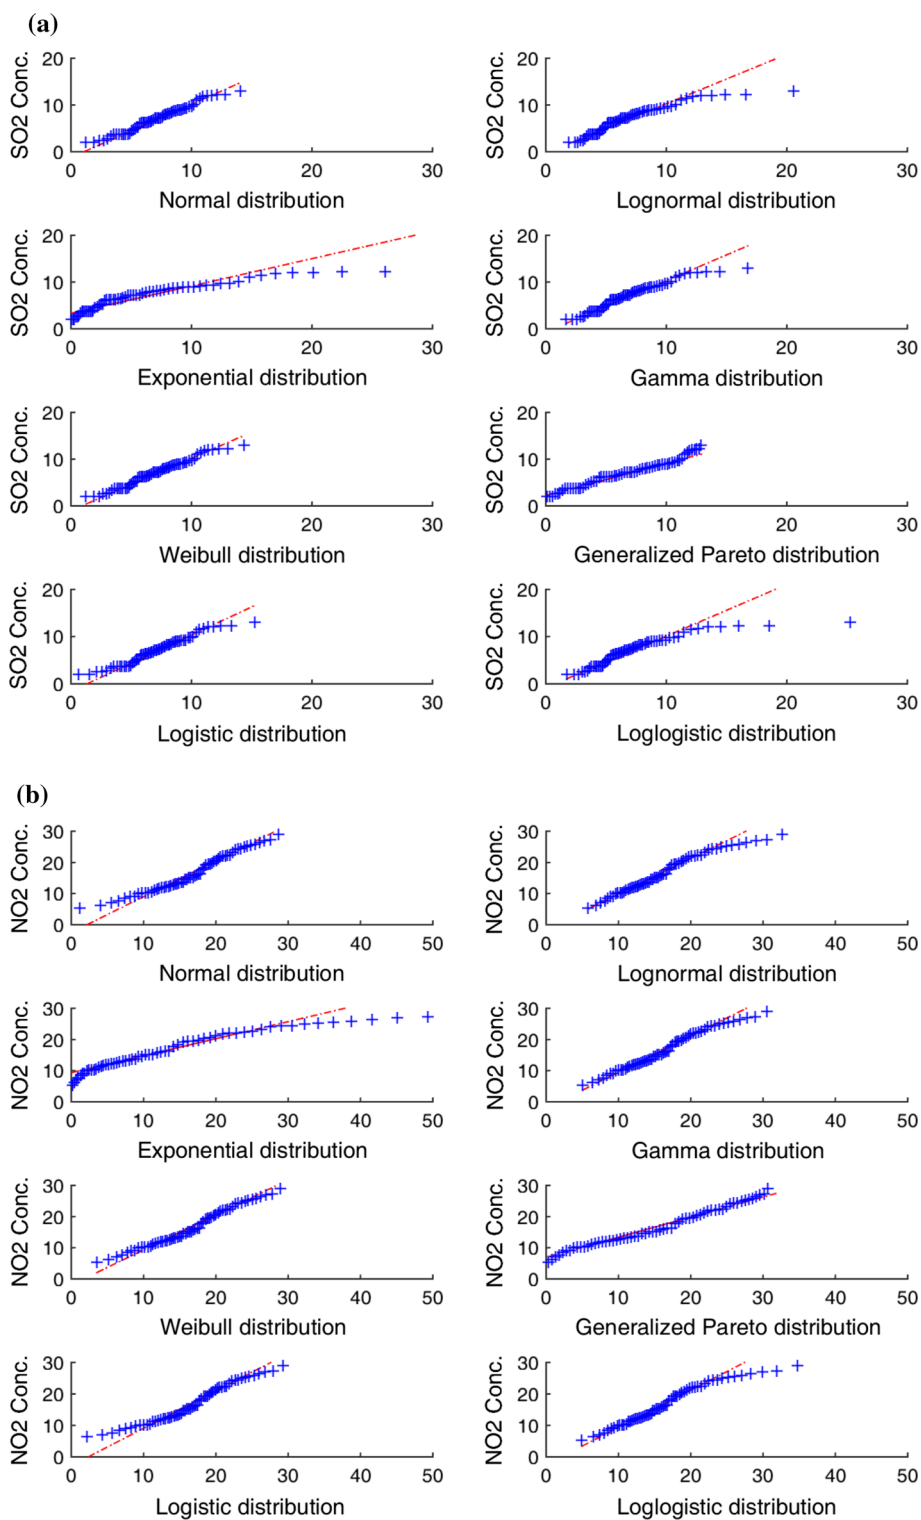 (a)
SO2 Conc.
20
10
0
0 10 20 30
Normal distribution
SO2 Conc.
20
10
0
0 10 20 30
Lognormal distribution
SO2 Conc.
20
10
0
0 10 20 30
Exponential distribution
SO2 Conc.
20
10
0
0 10 20 30
Gamma distribution
SO2 Conc.
20
10
0
0 10 20 30
Weibull distribution
SO2 Conc.
20
10
0
0 10 20 30
Generalized Pareto distribution
SO2 Conc.
20
10
0
0 10 20 30
Logistic distribution
SO2 Conc.
20
10
0
0 10 20 30
Loglogistic distribution
(b)
NO2 Conc.
30
20
10
0
0 10 20 30 40 50
Normal distribution
NO2 Conc.
30
20
10
0
0 10 20 30 40 50
Lognormal distribution
NO2 Conc.
30
20
10
0
0 10 20 30 40 50
Exponential distribution
NO2 Conc.
30
20
10
0
0 10 20 30 40 50
Gamma distribution
NO2 Conc.
30
20
10
0
0 10 20 30 40 50
Weibull distribution
NO2 Conc.
30
20
10
0
0 10 20 30 40 50
Generalized Pareto distribution
NO2 Conc.
30
20
10
0
0 10 20 30 40 50
Logistic distribution
NO2 Conc.
30
20
10
0
0 10 20 30 40 50
Loglogistic distribution